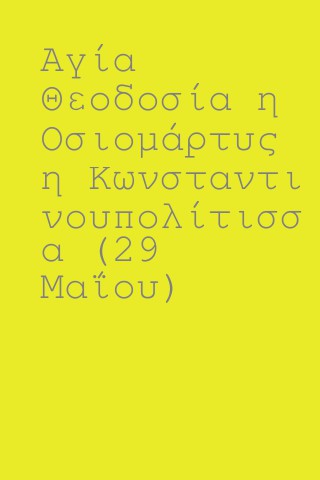 Αγία
Θεοδοσία η
Οσιομάρτυς
η Κωνσταντι
νουπολίτισσ
α (29
Μαΐου)